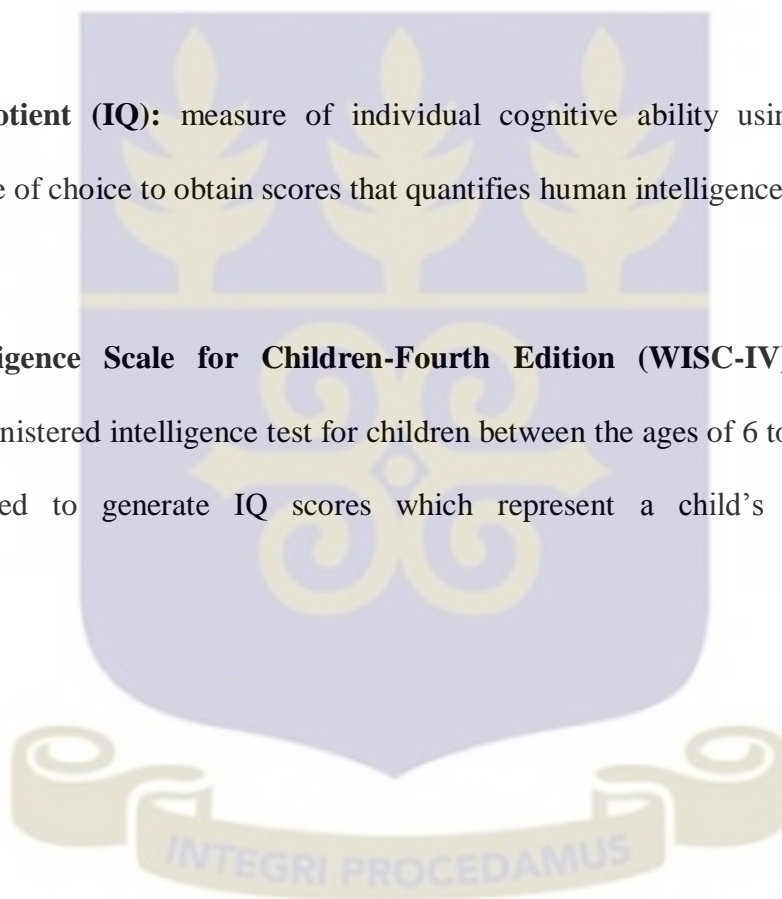 otient (IQ): measure of individual cognitive ability usin
e of choice to obtain scores that quantifies human intelligence
igence Scale for Children-Fourth Edition (WISC-IV)
nistered intelligence test for children between the ages of 6 to
ed to generate IQ scores which represent a child’s
INTEGRI PROCEDAMUS